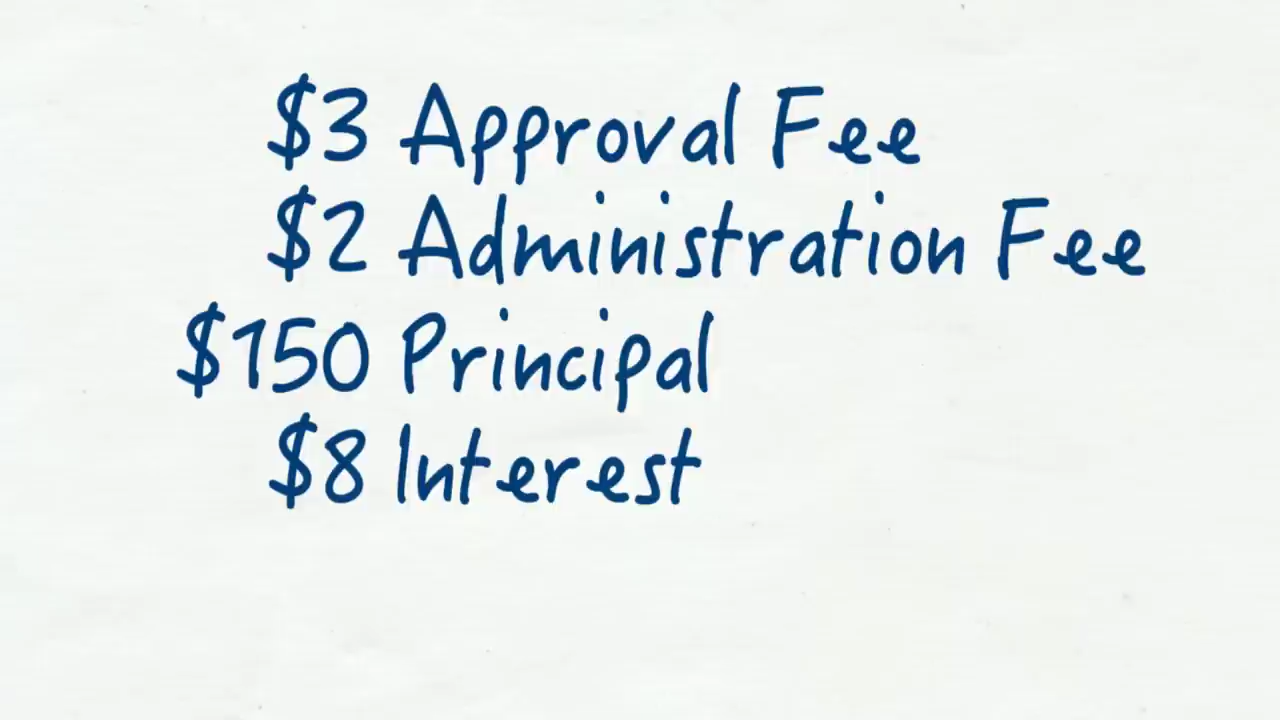 $3 Approval Fee
$2 Administration Fee
$150 Principal
$8 Interest